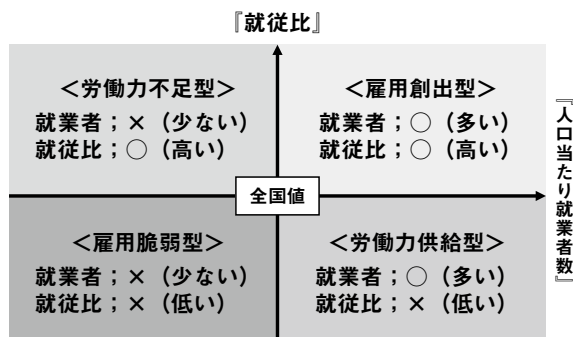 『就従比』
＜労働力不足型＞
就業者；×（少ない）
就従比；○（高い）
＜雇用創出型＞
就業者；○（多い）
就従比；○（高い）
『人口当たり就業者数』
全国値
＜雇用脆弱型＞
就業者；×（少ない）
就従比；×（低い）
＜労働力供給型＞
就業者；○（多い）
就従比；×（低い）